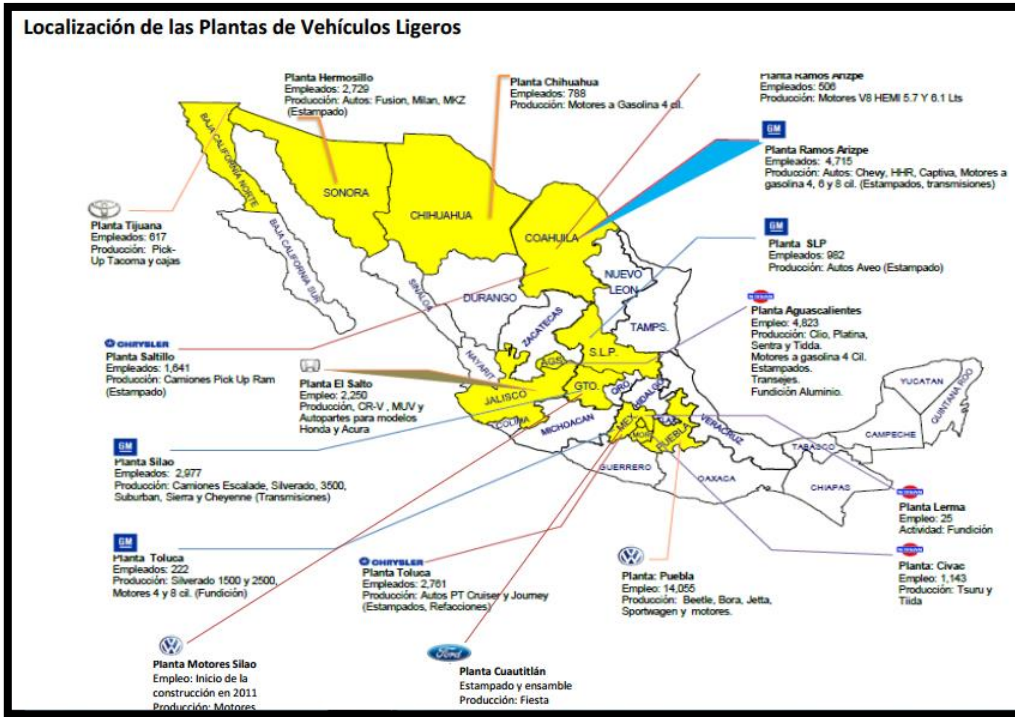 Localización de las Plantas de Vehículos Ligeros
Planta Hermosillo
Empleados: 2,729
Producción: Autos: Fusion, Milan, MKZ
(Estampado)
Planta Chihuahua
Empleados: 788
Producción: Motores a Gasolina 4 cil.
Planta Ramos Arizpe
Empleados: 506
Producción: Motores V8 HEMI 5.7 Y 6.1 Lts
GM
Planta Ramos Arizpe
Empleados: 4,715
Producción: Autos: Chevy, HHR, Captiva, Motores a
gasolina 4, 6 y 8 cil. (Estampados, transmisiones)
GM
Planta SLP
Empleados: 982
Producción: Autos Aveo (Estampado)
NISSAN
Planta Aguascalientes
Empleo: 4,823
Producción: Clio, Platina,
Sentra y Tidda.
Motores a gasolina 4 Cil.
Estampados.
Transejes.
Fundición Aluminio.
Planta Tijuana
Empleados: 617
Producción: Pick-
Up Tacoma y cajas
CHRYSLER
Planta Saltillo
Empleados: 1,641
Producción: Camiones Pick Up Ram
(Estampado)
Planta El Salto
Empleo: 2,250
Producción, CR-V , MUV y
Autopartes para modelos
Honda y Acura
GM
Planta Silao
Empleados: 2,977
Producción: Camiones Escalade, Silverado, 3500,
Suburban, Sierra y Cheyenne (Transmisiones)
GM
Planta Toluca
Empleados: 222
Producción: Silverado 1500 y 2500,
Motores 4 y 8 cil. (Fundición)
CHRYSLER
Planta Toluca
Empleados: 2,761
Producción: Autos PT Cruiser y Journey
(Estampados, Refacciones)
Planta: Puebla
Empleo: 14,055
Producción: Beetle, Bora, Jetta,
Sportwagen y motores.
NISSAN
Planta Lerma
Empleo: 25
Actividad: Fundición
NISSAN
Planta: Civac
Empleo: 1,143
Producción: Tsuru y
Tiida
Planta Motores Silao
Empleo: Inicio de la
construcción en 2011
Producción: Motores
Ford
Planta Cuautitlán
Estampado y ensamble
Producción: Fiesta
BAJA CALIFORNIA NORTE
BAJA CALIFORNIA SUR
SONORA
CHIHUAHUA
COAHUILA
NUEVO
LEON
TAMPS.
SINALOA
DURANGO
ZACATECAS
NAYARIT
AGS.
S.L.P.
JALISCO
GTO.
QRO
HIDALGO
COLIMA
MICHOACAN
MEX
MOR
PUEBL
VERACRUZ
GUERRERO
OAXACA
TABASCO
CHIAPAS
CAMPECHE
YUCATAN
QUINTANA ROO